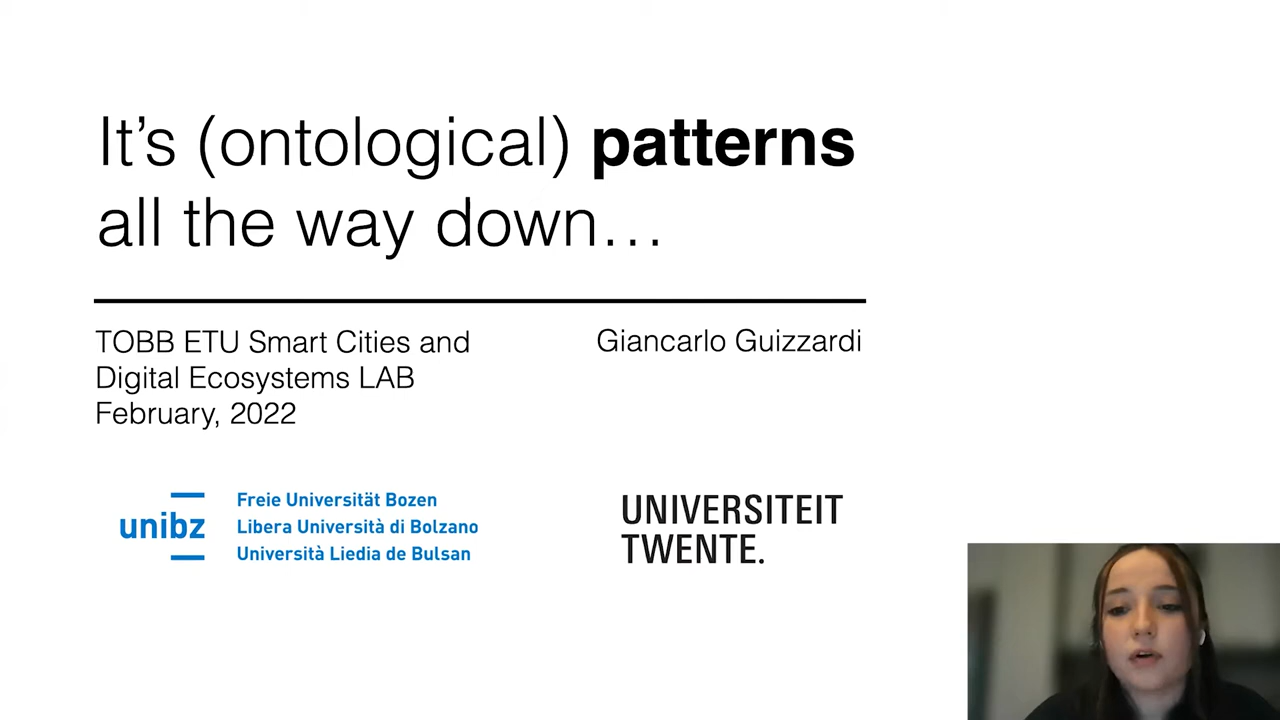 It's (ontological) patterns
all the way down…
TOBB ETU Smart Cities and
Digital Ecosystems LAB
February, 2022
Giancarlo Guizzardi
unibz
Freie Universität Bozen
Libera Università di Bolzano
Università Liedia de Bulsan
UNIVERSITEIT
TWENTE.